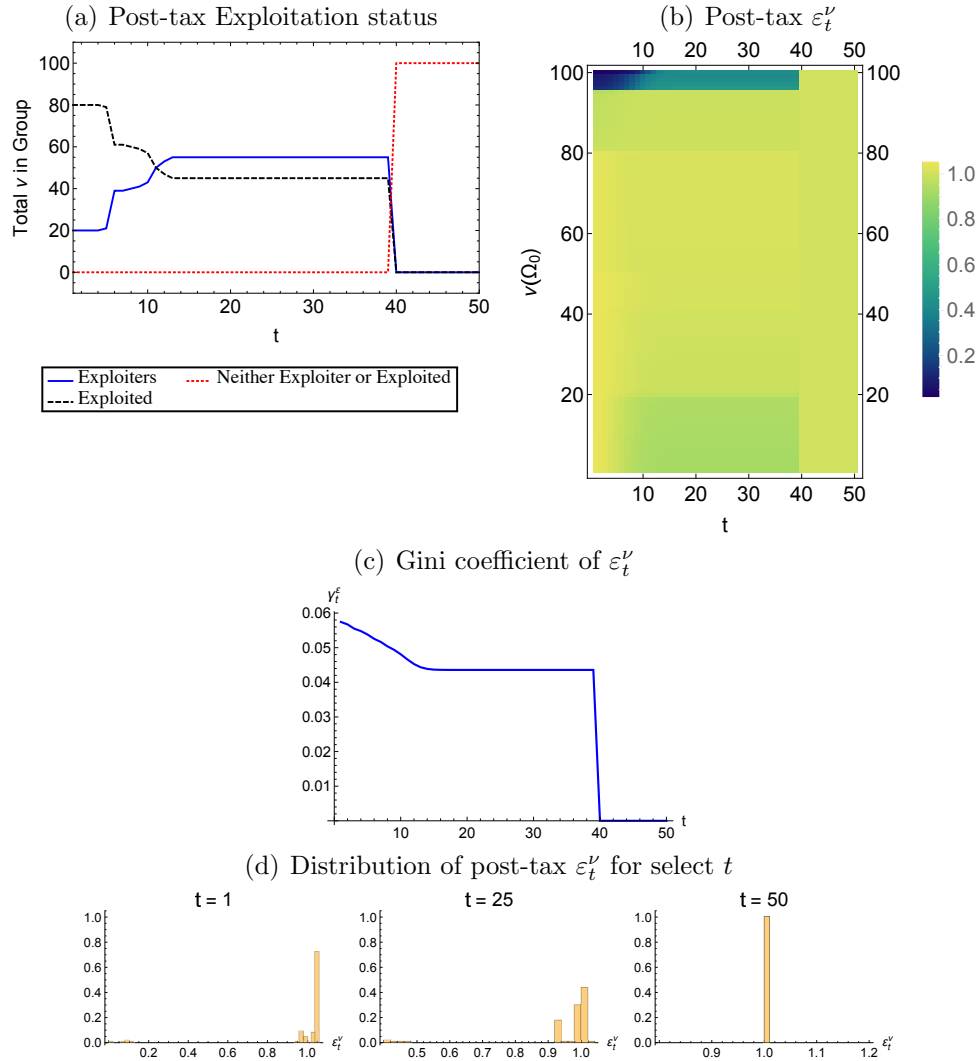 (a) Post-tax Exploitation status
100
80
60
40
20
0
Total ν in Group
10 20 30 40 50
t
Exploiters
Neither Exploiter or Exploited
Exploited
(b) Post-tax ε_t^ν
10 20 30 40 50
100 100
80 80
60 60
40 40
20 20
ν(Ω₀)
10 20 30 40 50
t
1.0
0.8
0.6
0.4
0.2
(c) Gini coefficient of ε_t^ν
γ_t^ε
0.06
0.05
0.04
0.03
0.02
0.01
10 20 30 40 50
t
(d) Distribution of post-tax ε_t^ν for select t
t = 1
1.0
0.8
0.6
0.4
0.2
0.0
0.2 0.4 0.6 0.8 1.0
ε_t^ν
t = 25
1.0
0.8
0.6
0.4
0.2
0.0
0.5 0.6 0.7 0.8 0.9 1.0
ε_t^ν
t = 50
1.0
0.8
0.6
0.4
0.2
0.0
0.9 1.0 1.1 1.2
ε_t^ν